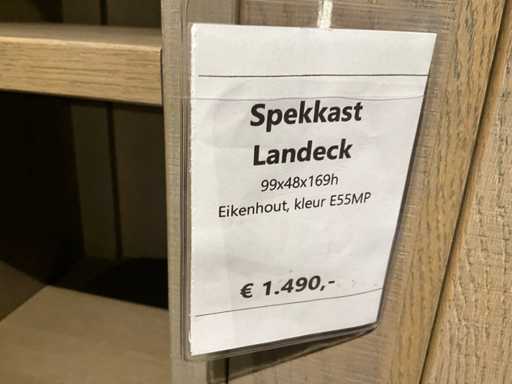 Spekkast
Landeck
99x48x169h
Eikenhout, kleur E55MP
€ 1.490,-